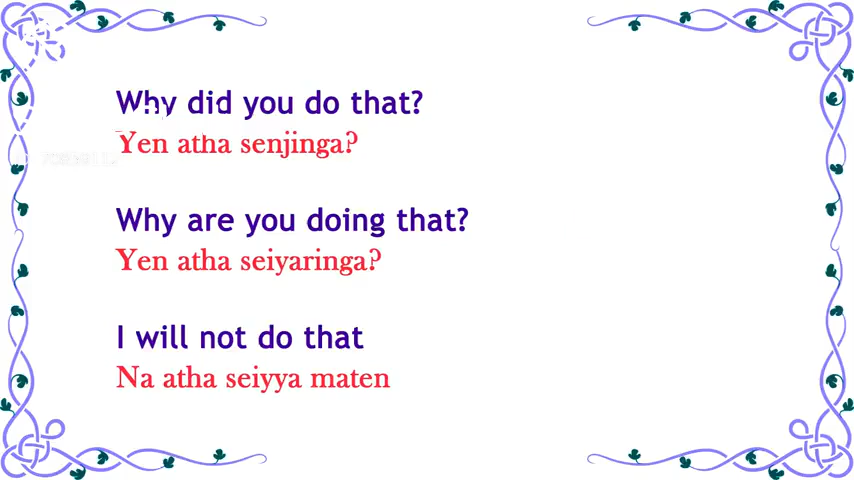 Why did you do that?
Yen atha senjinga?
Why are you doing that?
Yen atha seiyaringa?
I will not do that
Na atha seiyya maten